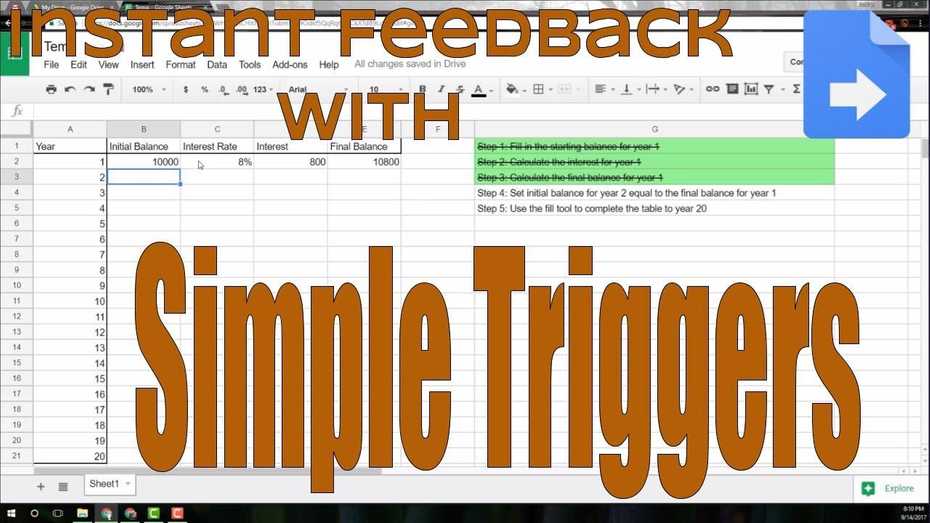 INSTANT FEEDBACK
WITH
Simple Triggers
File Edit View Insert Format Data Tools Add-ons Help All changes saved in Drive
100% $ % .0 .00 123 Arial 10 B I S A
fx
A B C E F G
1 Year Initial Balance Interest Rate Interest Final Balance Step 1: Fill in the starting balance for year 1
2 1 10000 8% 800 10800 Step 2: Calculate the interest for year 1
3 2 Step 3: Calculate the final balance for year 1
4 3 Step 4: Set initial balance for year 2 equal to the final balance for year 1
5 4 Step 5: Use the fill tool to complete the table to year 20
6 5
7 6
8 7
9 8
10 9
11 10
12 11
13 12
14 13
15 14
16 15
17 16
18 17
19 18
20 19
21 20
Sheet1 Explore
8:10 PM
9/14/2017